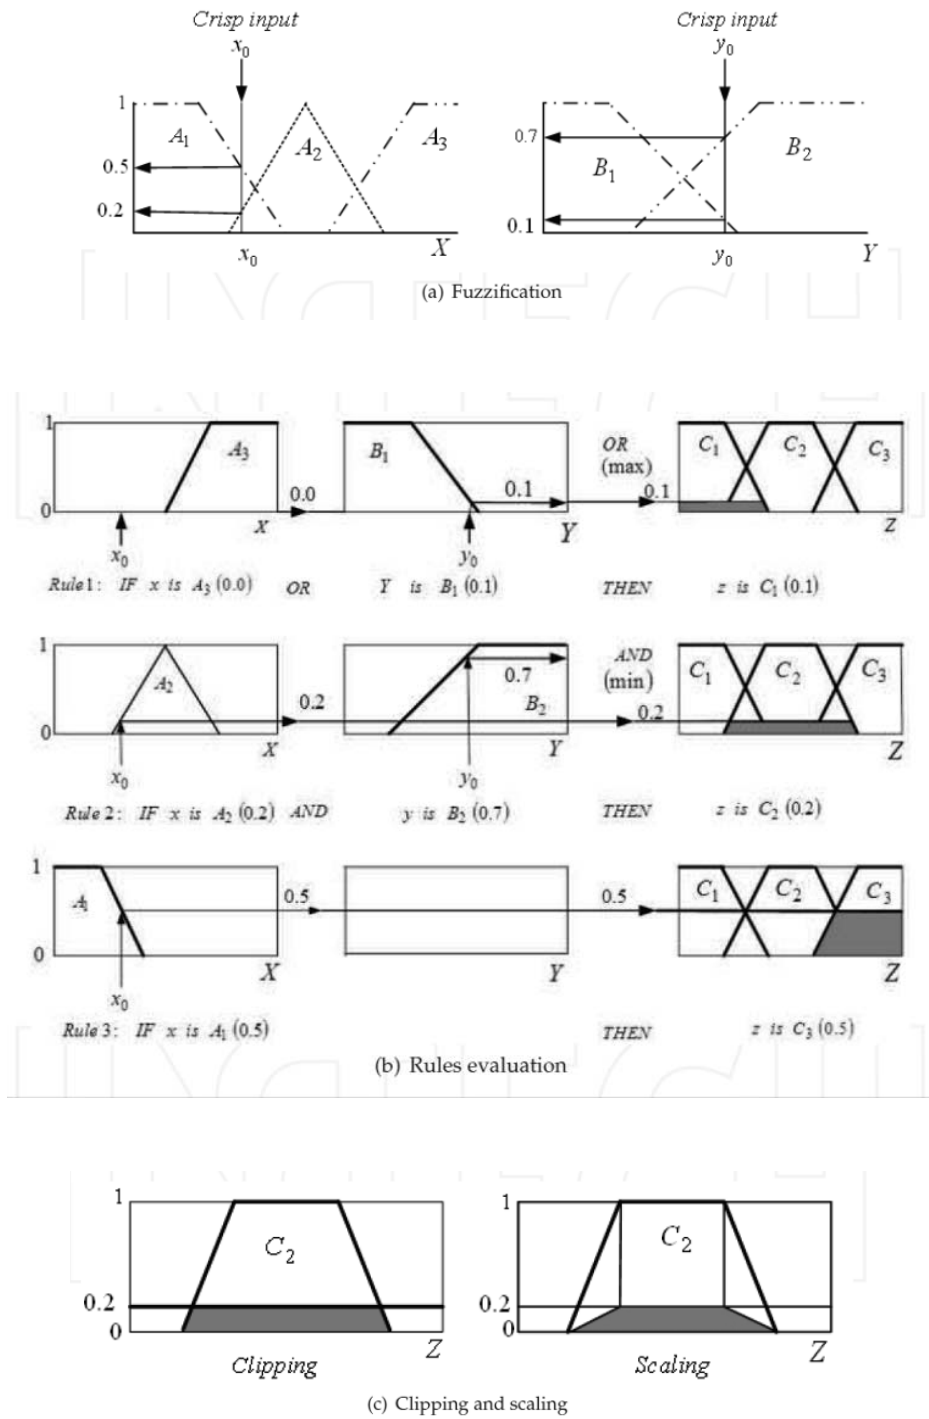 Crisp input
x0
1
A1
A2
A3
0.5
0.2
x0
X
Crisp input
y0
0.7
B1
B2
0.1
y0
Y
(a) Fuzzification
1
0
A3
X
x0
0.0
B1
0.1
Y
y0
OR
(max)
0.1
C1
C2
C3
Z
Rule 1: IF x is A3 (0.0) OR Y is B1 (0.1) THEN z is C1 (0.1)
1
0
A2
X
x0
0.2
0.7
B2
Y
y0
AND
(min)
0.2
C1
C2
C3
Z
Rule 2: IF x is A2 (0.2) AND y is B2 (0.7) THEN z is C2 (0.2)
1
0
A1
X
x0
0.5
Y
0.5
C1
C2
C3
Z
Rule 3: IF x is A1 (0.5) THEN z is C3 (0.5)
(b) Rules evaluation
1
C2
0.2
0
Z
Clipping
1
C2
0.2
0
Z
Scaling
(c) Clipping and scaling